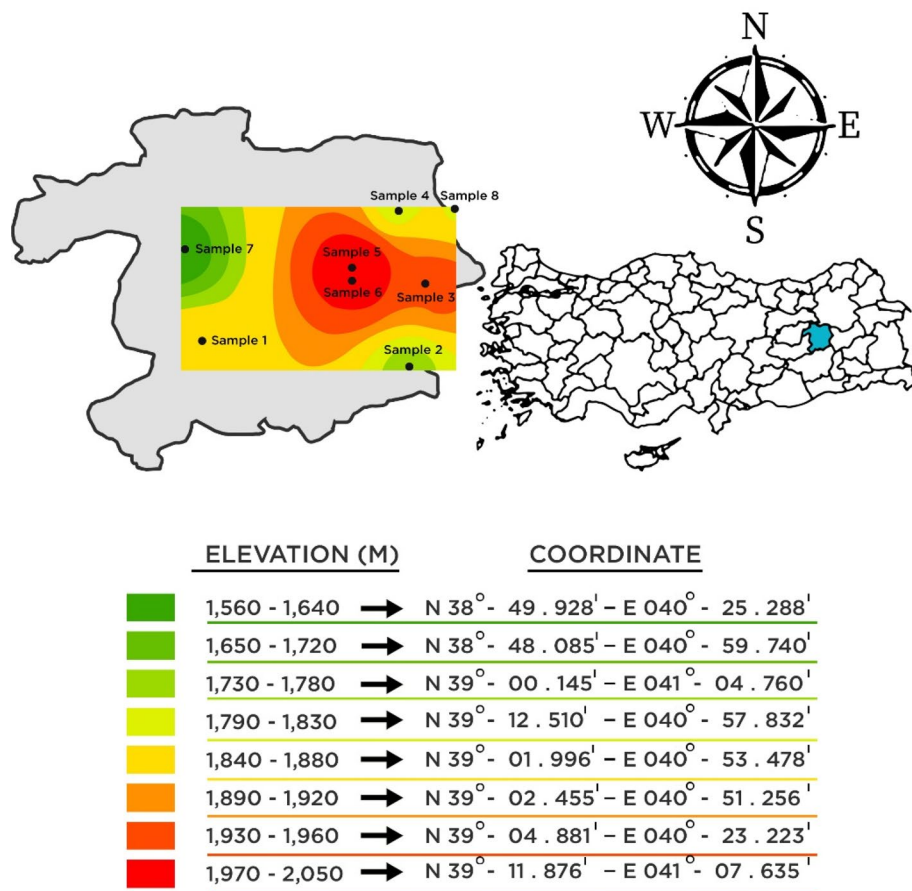 N
W E
S
Sample 4 Sample 8
Sample 7
Sample 5
Sample 6
Sample 3
Sample 1
Sample 2
ELEVATION (M) COORDINATE
1,560 - 1,640 N 38° - 49 . 928' – E 040° - 25 . 288'
1,650 - 1,720 N 38° - 48 . 085' – E 040° - 59 . 740'
1,730 - 1,780 N 39° - 00 . 145' – E 041° - 04 . 760'
1,790 - 1,830 N 39° - 12 . 510' – E 040° - 57 . 832'
1,840 - 1,880 N 39° - 01 . 996' – E 040° - 53 . 478'
1,890 - 1,920 N 39° - 02 . 455' – E 040° - 51 . 256'
1,930 - 1,960 N 39° - 04 . 881' – E 040° - 23 . 223'
1,970 - 2,050 N 39° - 11 . 876' – E 041° - 07 . 635'